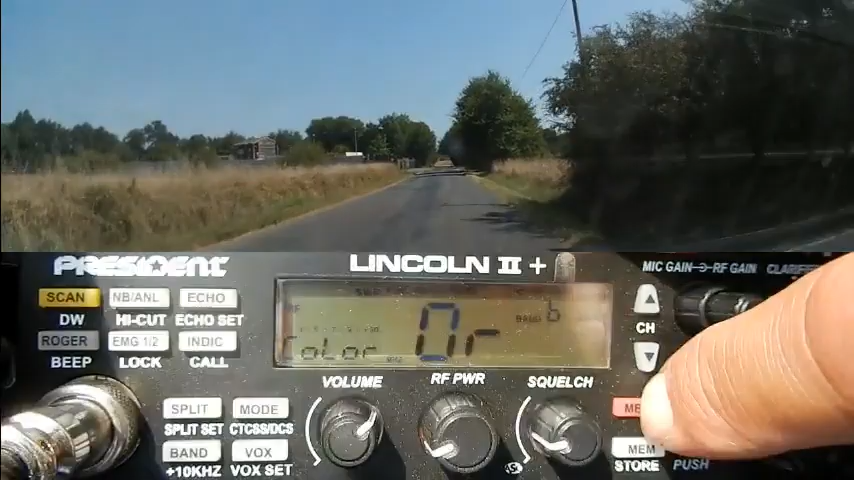 PRESIDENT
LINCOLN II +
MIC GAIN RF GAIN
SCAN
NB/ANL
ECHO
DW
HI-CUT
ECHO SET
ROGER
EMG 1/2
INDIC
BEEP
LOCK
CALL
CoLor
Or
BAND
b
CH
VOLUME
RF PWR
SQUELCH
SPLIT
MODE
SPLIT SET
CTCSS/DCS
BAND
VOX
+10KHZ
VOX SET
MEM
STORE
PUSH